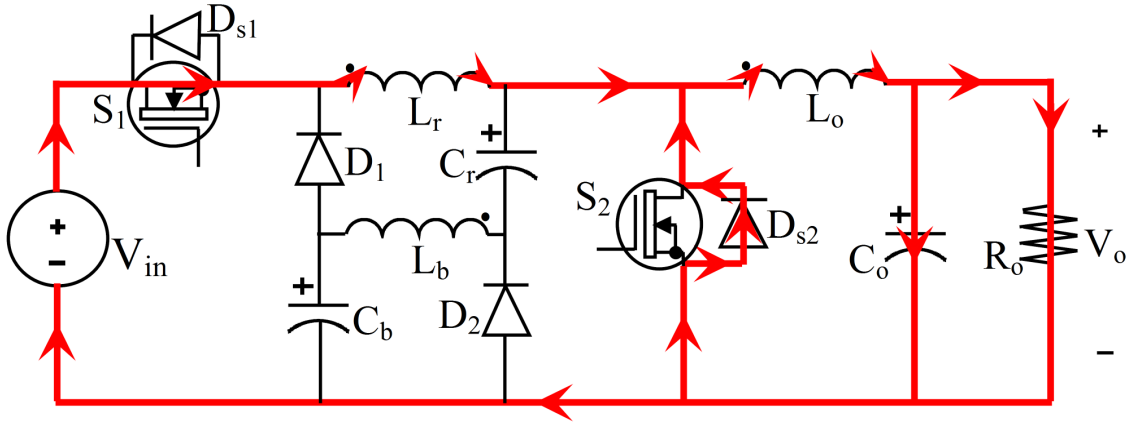 Ds1
S1
Lr
Lo
D1
Cr
S2
Ds2
+
Vin
−
Lb
Co
Ro
Vo
Cb
D2
+
+
+
+
−